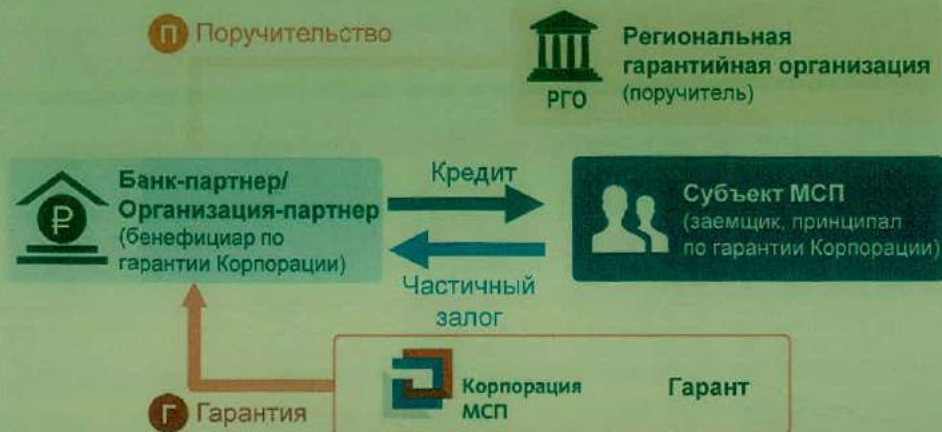 П Поручительство
Региональная
гарантийная организация
(поручитель)
РГО
Банк-партнер/
Организация-партнер
(бенефициар по
гарантии Корпорации)
Кредит
Частичный
залог
Субъект МСП
(заемщик, принципал
по гарантии Корпорации)
Г Гарантия
Корпорация
МСП
Гарант